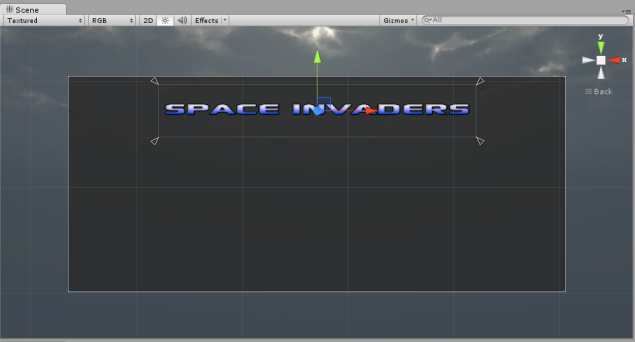 Scene
Textured RGB 2D Effects Gizmos All
y
x
Back
SPACE INVADERS